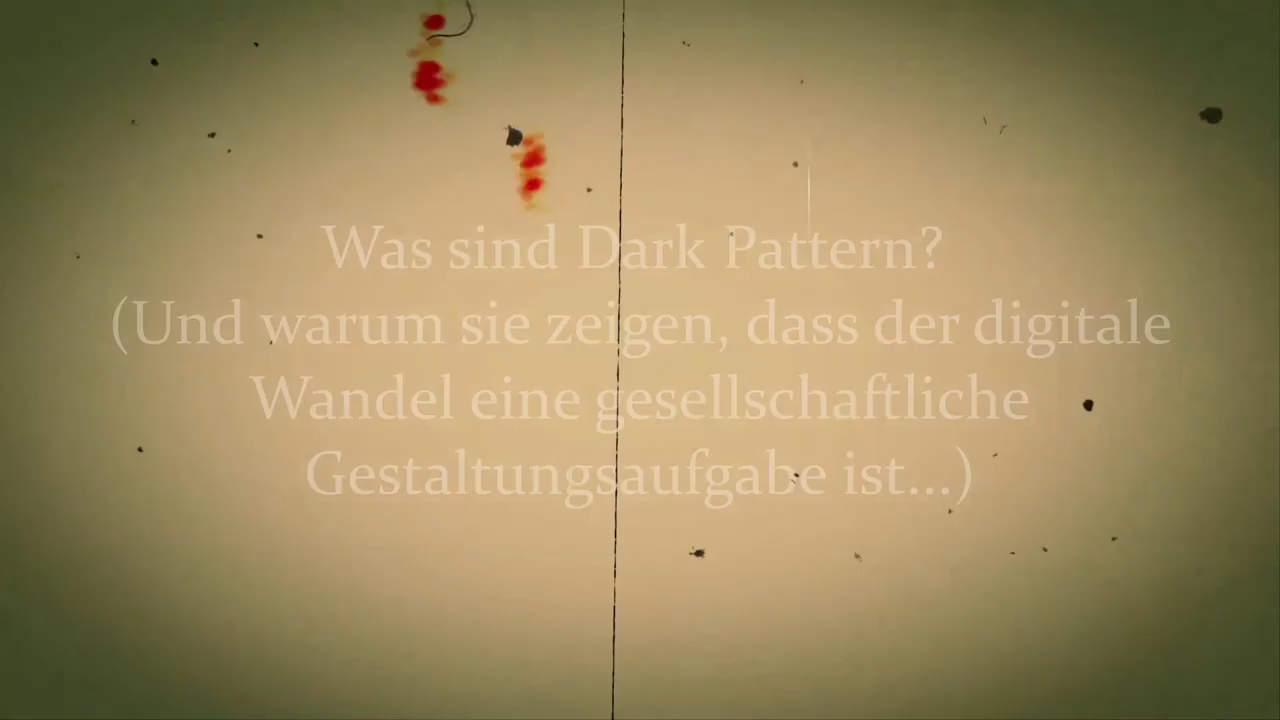 Was sind Dark Pattern?
(Und warum sie zeigen, dass der digitale
Wandel eine gesellschaftliche
Gestaltungsaufgabe ist...)